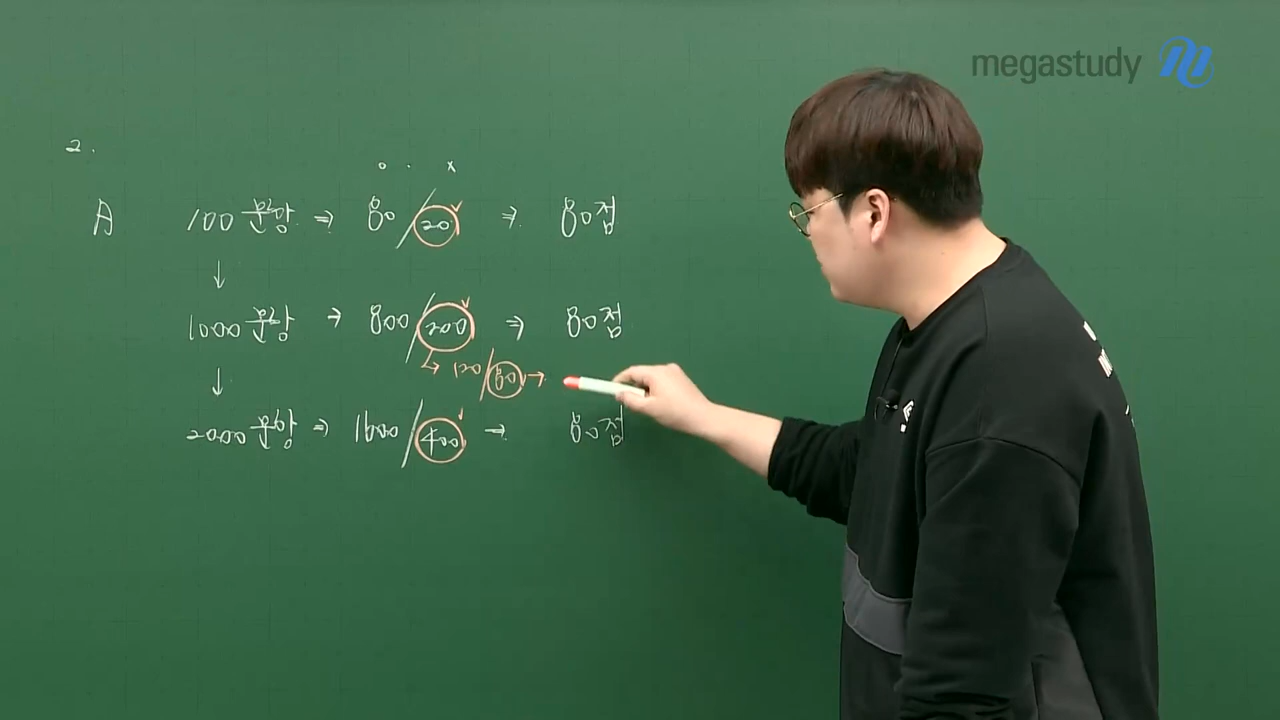 megastudy
2.
○ . x
A 100문항 ⇒ 80/20 ⇒ 80점
↓
1000문항 ⇒ 800/200 ⇒ 80점
↳ 120/80 →
↓
2000문항 ⇒ 1600/400 → 80점